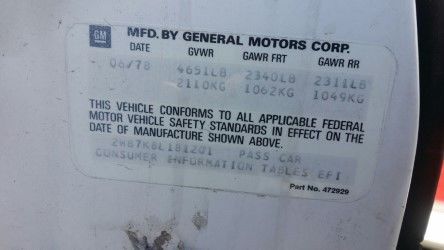 GM
MFD. BY GENERAL MOTORS CORP.
DATE GVWR GAWR FRT GAWR RR
06/78 4651LB 2340LB 2311LB
2110KG 1062KG 1049KG
THIS VEHICLE CONFORMS TO ALL APPLICABLE FEDERAL
MOTOR VEHICLE SAFETY STANDARDS IN EFFECT ON THE
DATE OF MANUFACTURE SHOWN ABOVE.
2W87K8L181201 PASS CAR
CONSUMER INFORMATION TABLES EFI
Part No. 472929